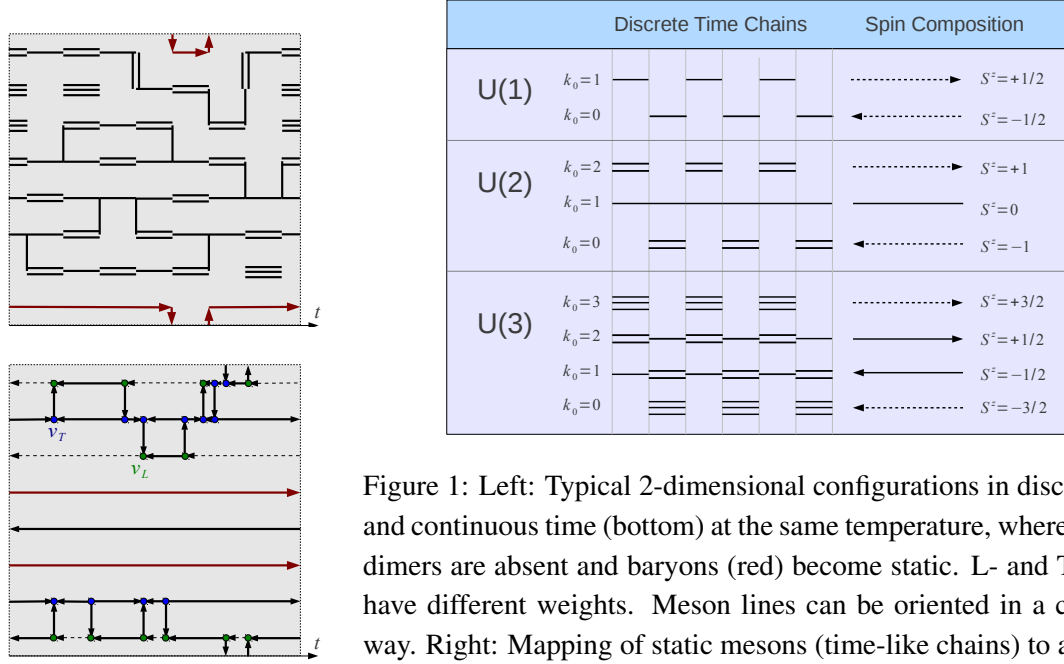 t
v_T
v_L
t
Discrete Time Chains Spin Composition
U(1)
k₀=1 S^z=+1/2
k₀=0 S^z=−1/2
U(2)
k₀=2 S^z=+1
k₀=1 S^z=0
k₀=0 S^z=−1
U(3)
k₀=3 S^z=+3/2
k₀=2 S^z=+1/2
k₀=1 S^z=−1/2
k₀=0 S^z=−3/2
Figure 1: Left: Typical 2-dimensional configurations in disc
and continuous time (bottom) at the same temperature, where
dimers are absent and baryons (red) become static. L- and T
have different weights. Meson lines can be oriented in a c
way. Right: Mapping of static mesons (time-like chains) to a